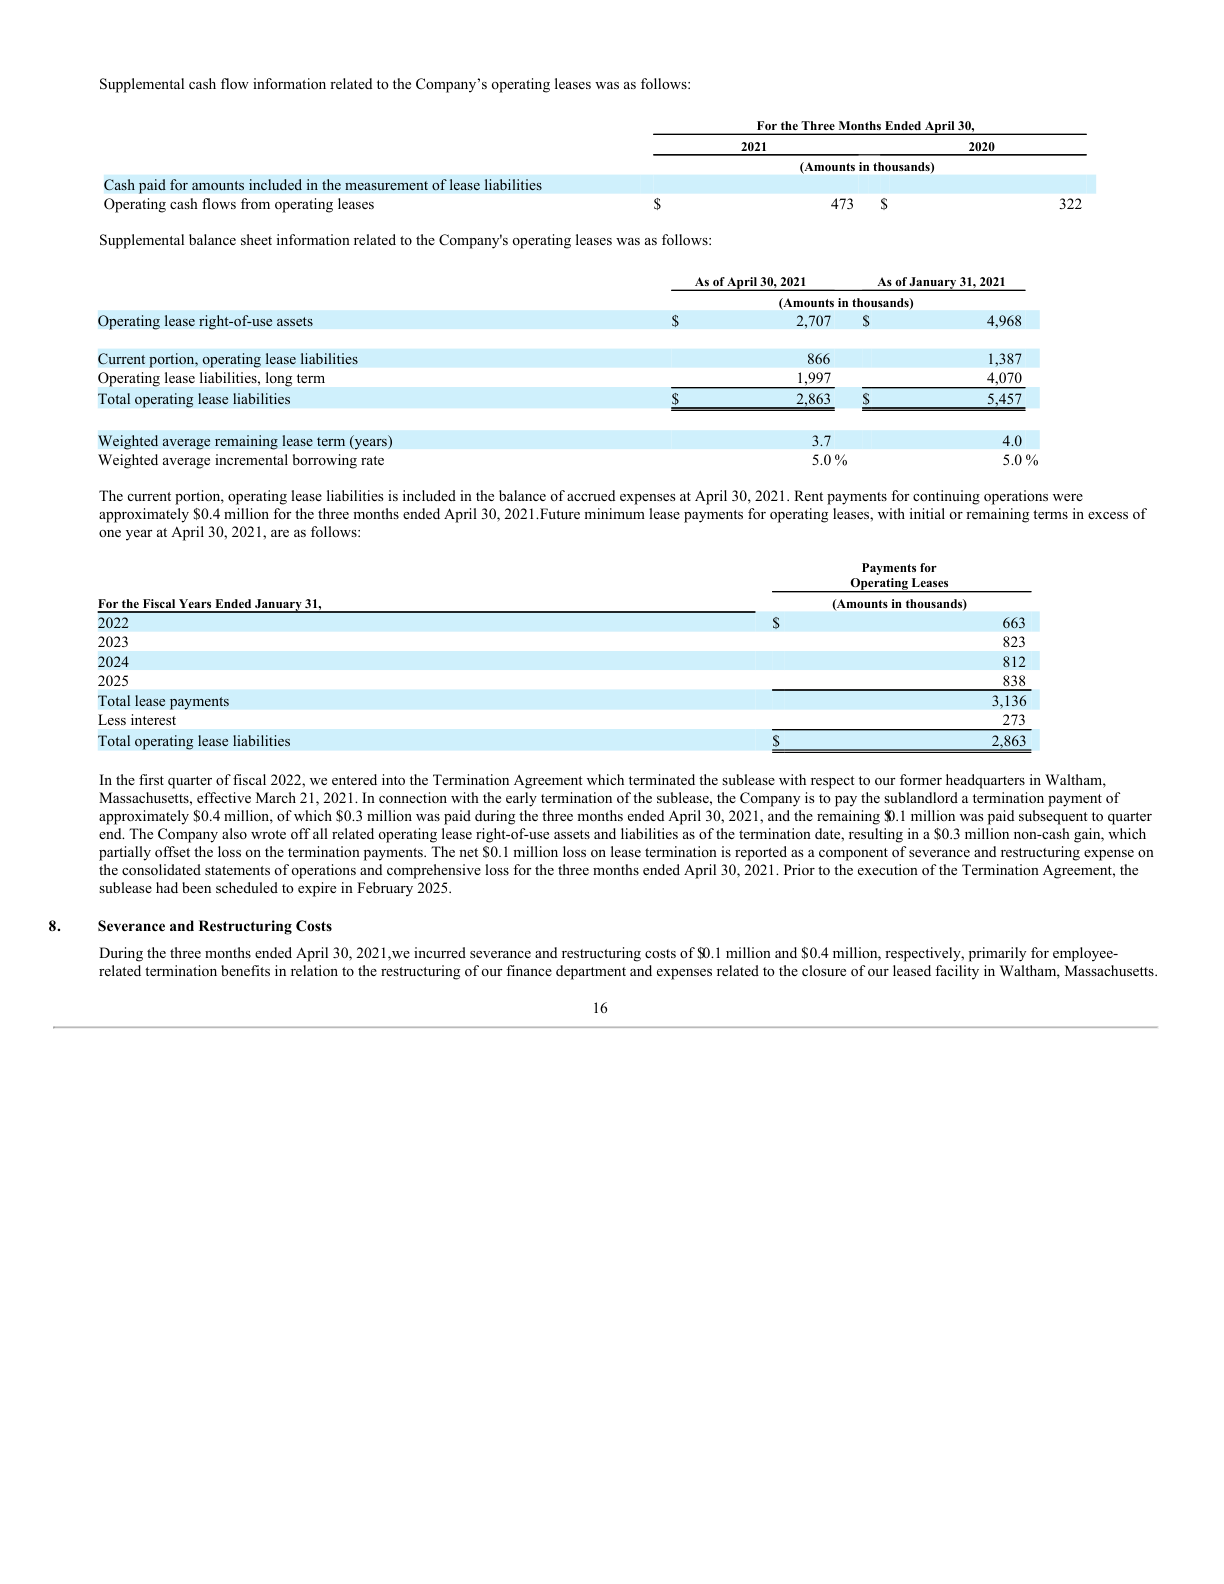 Supplemental cash flow information related to the Company’s operating leases was as follows:
For the Three Months Ended April 30,
2021 2020
(Amounts in thousands)
Cash paid for amounts included in the measurement of lease liabilities
Operating cash flows from operating leases $ 473 $ 322
Supplemental balance sheet information related to the Company's operating leases was as follows:
As of April 30, 2021 As of January 31, 2021
(Amounts in thousands)
Operating lease right-of-use assets $ 2,707 $ 4,968
Current portion, operating lease liabilities 866 1,387
Operating lease liabilities, long term 1,997 4,070
Total operating lease liabilities $ 2,863 $ 5,457
Weighted average remaining lease term (years) 3.7 4.0
Weighted average incremental borrowing rate 5.0 % 5.0 %
The current portion, operating lease liabilities is included in the balance of accrued expenses at April 30, 2021. Rent payments for continuing operations were
approximately $0.4 million for the three months ended April 30, 2021.Future minimum lease payments for operating leases, with initial or remaining terms in excess of
one year at April 30, 2021, are as follows:
Payments for
Operating Leases
For the Fiscal Years Ended January 31, (Amounts in thousands)
2022 $ 663
2023 823
2024 812
2025 838
Total lease payments 3,136
Less interest 273
Total operating lease liabilities $ 2,863
In the first quarter of fiscal 2022, we entered into the Termination Agreement which terminated the sublease with respect to our former headquarters in Waltham,
Massachusetts, effective March 21, 2021. In connection with the early termination of the sublease, the Company is to pay the sublandlord a termination payment of
approximately $0.4 million, of which $0.3 million was paid during the three months ended April 30, 2021, and the remaining $0.1 million was paid subsequent to quarter
end. The Company also wrote off all related operating lease right-of-use assets and liabilities as of the termination date, resulting in a $0.3 million non-cash gain, which
partially offset the loss on the termination payments. The net $0.1 million loss on lease termination is reported as a component of severance and restructuring expense on
the consolidated statements of operations and comprehensive loss for the three months ended April 30, 2021. Prior to the execution of the Termination Agreement, the
sublease had been scheduled to expire in February 2025.
8. Severance and Restructuring Costs
During the three months ended April 30, 2021,we incurred severance and restructuring costs of $0.1 million and $0.4 million, respectively, primarily for employee-
related termination benefits in relation to the restructuring of our finance department and expenses related to the closure of our leased facility in Waltham, Massachusetts.
16